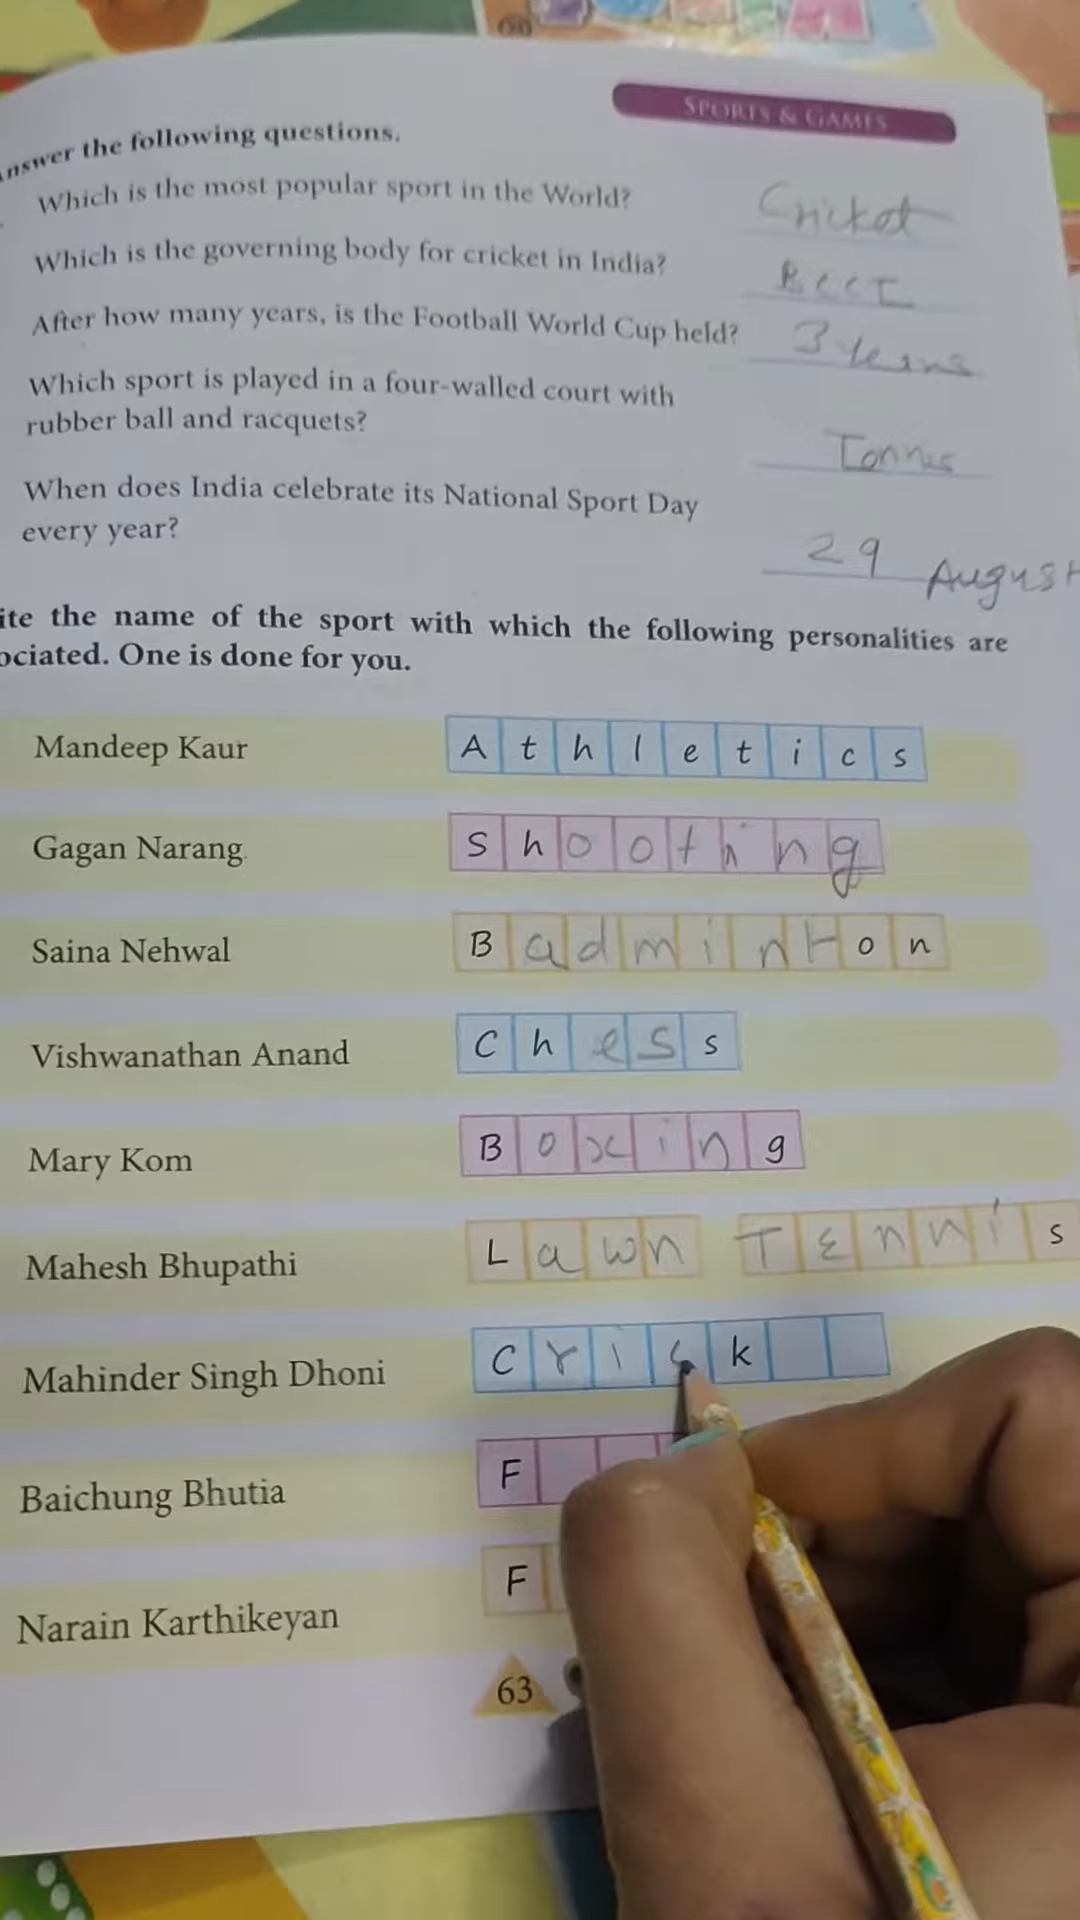 SPORTS & GAMES
Answer the following questions.
Which is the most popular sport in the World? Cricket
Which is the governing body for cricket in India? BCCI
After how many years, is the Football World Cup held? 3 Years
Which sport is played in a four-walled court with
rubber ball and racquets? Tennis
When does India celebrate its National Sport Day
every year? 29 August
ite the name of the sport with which the following personalities are
ociated. One is done for you.
Mandeep Kaur Athletics
Gagan Narang Shooting
Saina Nehwal Badminton
Vishwanathan Anand Chess
Mary Kom Boxing
Mahesh Bhupathi Lawn TEnnis
Mahinder Singh Dhoni Crick
Baichung Bhutia F
Narain Karthikeyan F
63